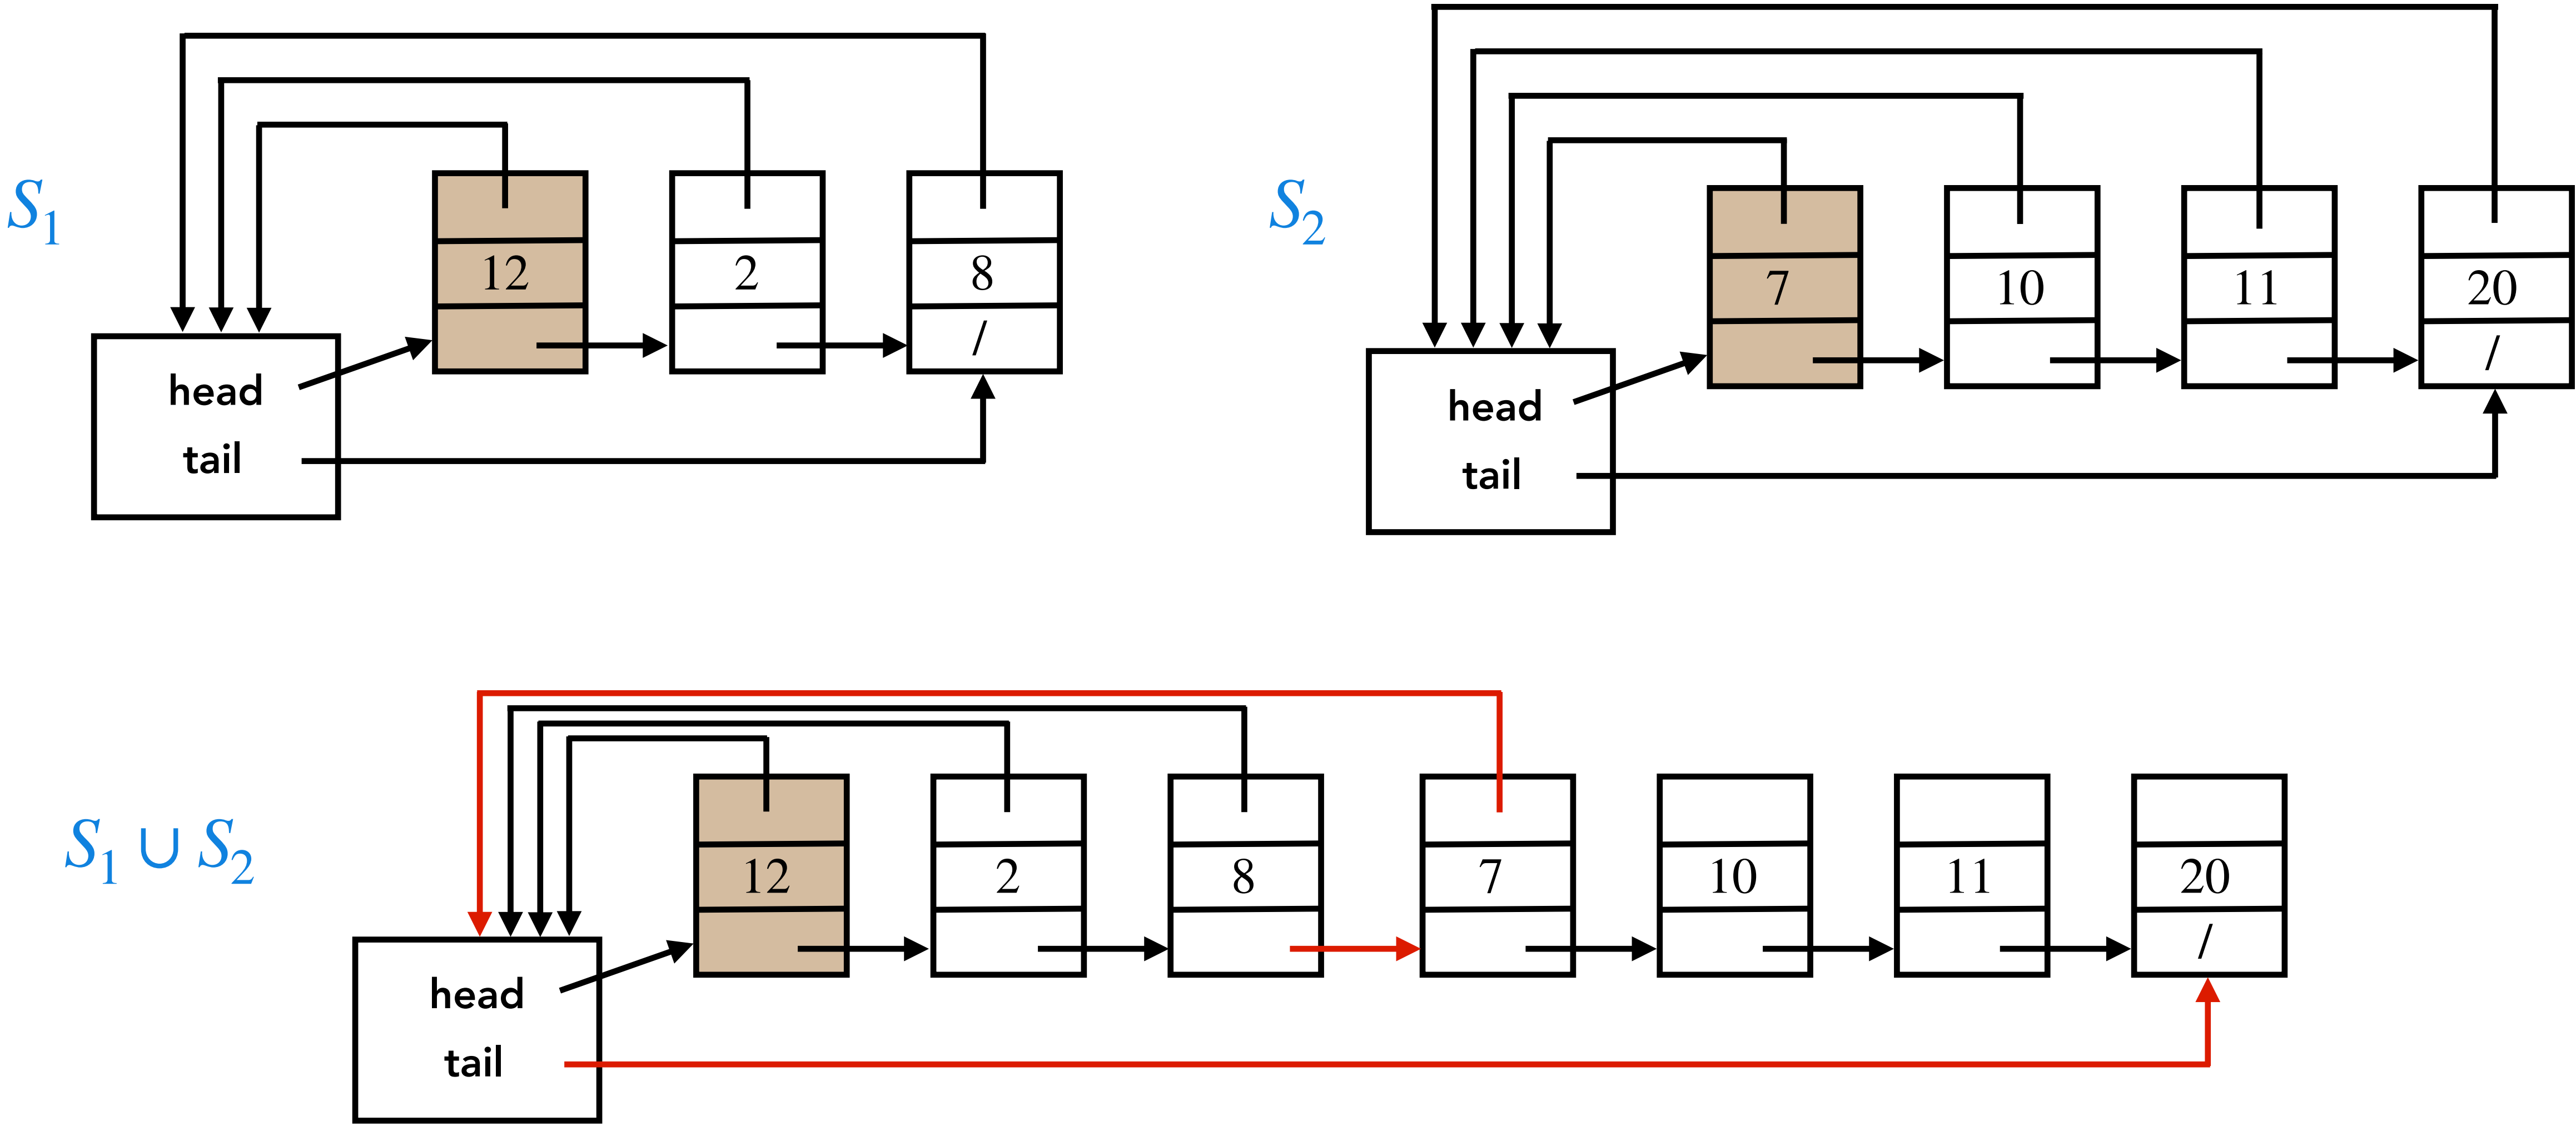 S₁
12 2 8
/
head
tail
S₂
7 10 11 20
/
head
tail
S₁ ∪ S₂
12 2 8 7 10 11 20
/
head
tail